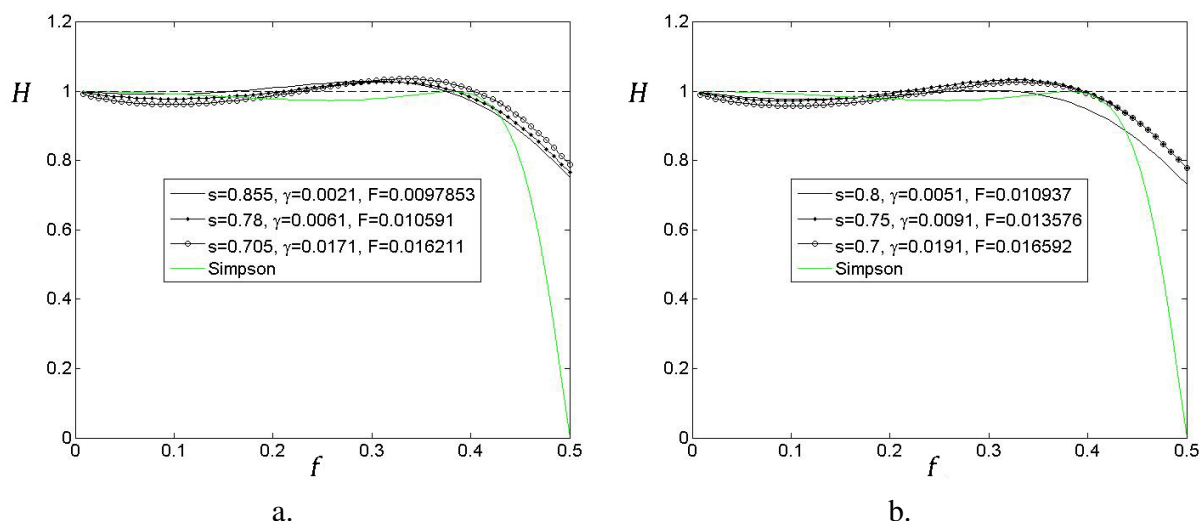 1.2
H
1
0.8
0.6
0.4
0.2
0
s=0.855, γ=0.0021, F=0.0097853
s=0.78, γ=0.0061, F=0.010591
s=0.705, γ=0.0171, F=0.016211
Simpson
0 0.1 0.2 0.3 0.4 0.5
f
a.
1.2
H
1
0.8
0.6
0.4
0.2
0
s=0.8, γ=0.0051, F=0.010937
s=0.75, γ=0.0091, F=0.013576
s=0.7, γ=0.0191, F=0.016592
Simpson
0 0.1 0.2 0.3 0.4 0.5
f
b.